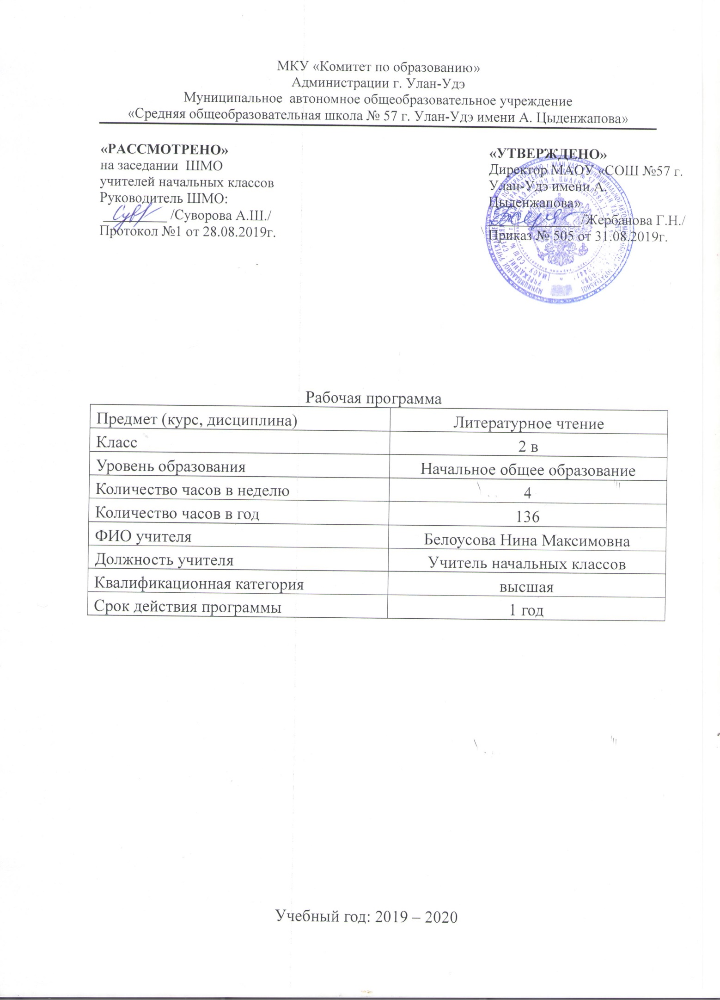 МКУ «Комитет по образованию»
Администрации г. Улан-Удэ
Муниципальное  автономное общеобразовательное учреждение
«Средняя общеобразовательная школа № 57 г. Улан-Удэ имени А. Цыденжапова»
«РАССМОТРЕНО»
на заседании  ШМО
учителей начальных классов
Руководитель ШМО:
__________ /Суворова А.Ш./
Протокол №1 от 28.08.2019г.
«УТВЕРЖДЕНО»
Директор МАОУ «СОШ №57 г.
Улан-Удэ имени А.
Цыденжапова»
______________/Жербанова Г.Н./
Приказ № 505 от 31.08.2019г.
Рабочая программа
Предмет (курс, дисциплина) Литературное чтение
Класс 2 в
Уровень образования Начальное общее образование
Количество часов в неделю 4
Количество часов в год 136
ФИО учителя Белоусова Нина Максимовна
Должность учителя Учитель начальных классов
Квалификационная категория высшая
Срок действия программы 1 год
Учебный год: 2019 – 2020